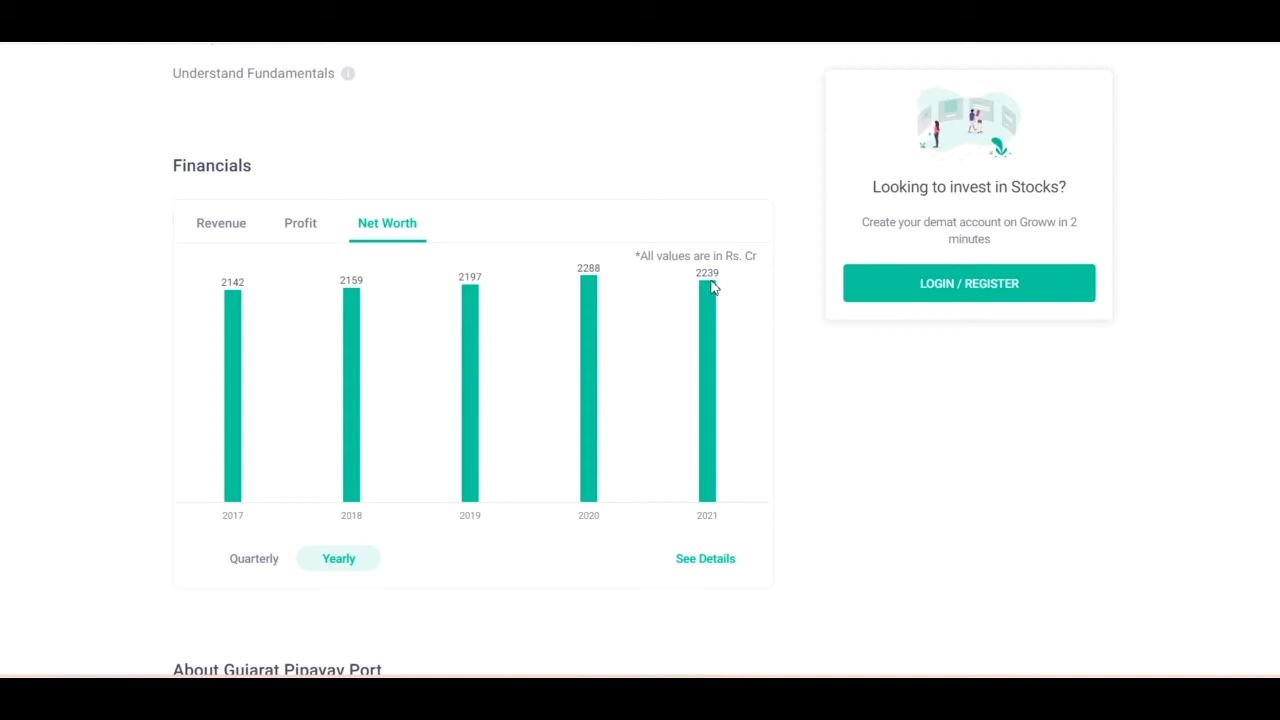 Understand Fundamentals
Financials
Revenue Profit Net Worth
*All values are in Rs. Cr
2142 2159 2197 2288 2239
2017 2018 2019 2020 2021
Quarterly Yearly See Details
About Gujarat Pipavav Port
Looking to invest in Stocks?
Create your demat account on Groww in 2
minutes
LOGIN / REGISTER